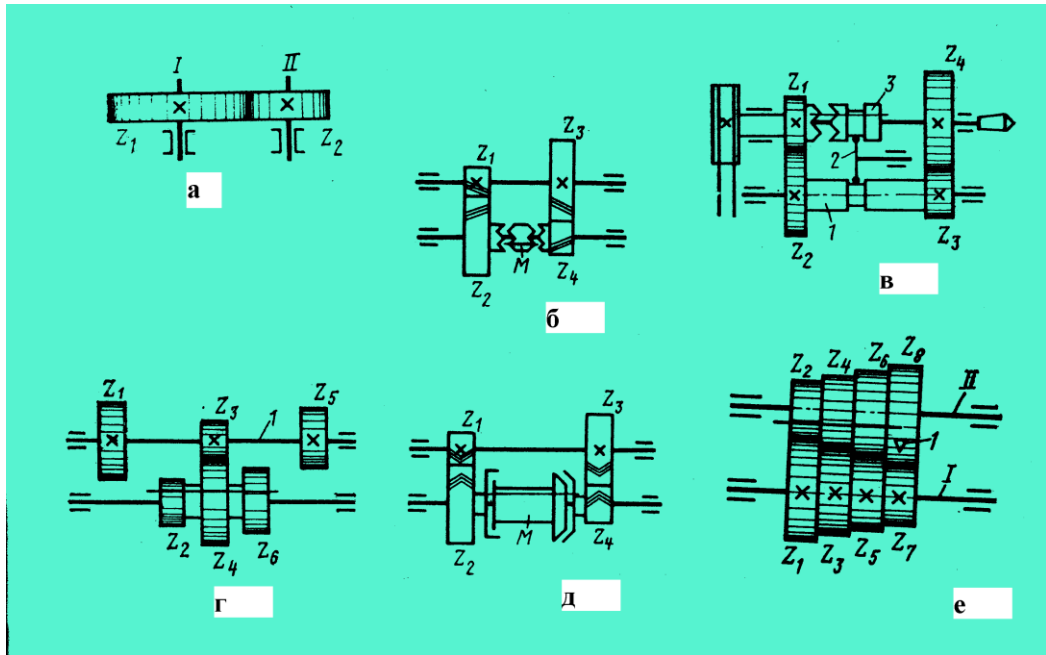 I II
Z1 Z2
а
Z1 Z3
M
Z2 Z4
б
Z1 3 Z4
2
1
Z2 Z3
в
Z1 Z3 1 Z5
Z2 Z4 Z6
г
Z1 Z3
M
Z2 Z4
д
Z2 Z4 Z6 Z8
II
1
I
Z1 Z3 Z5 Z7
е